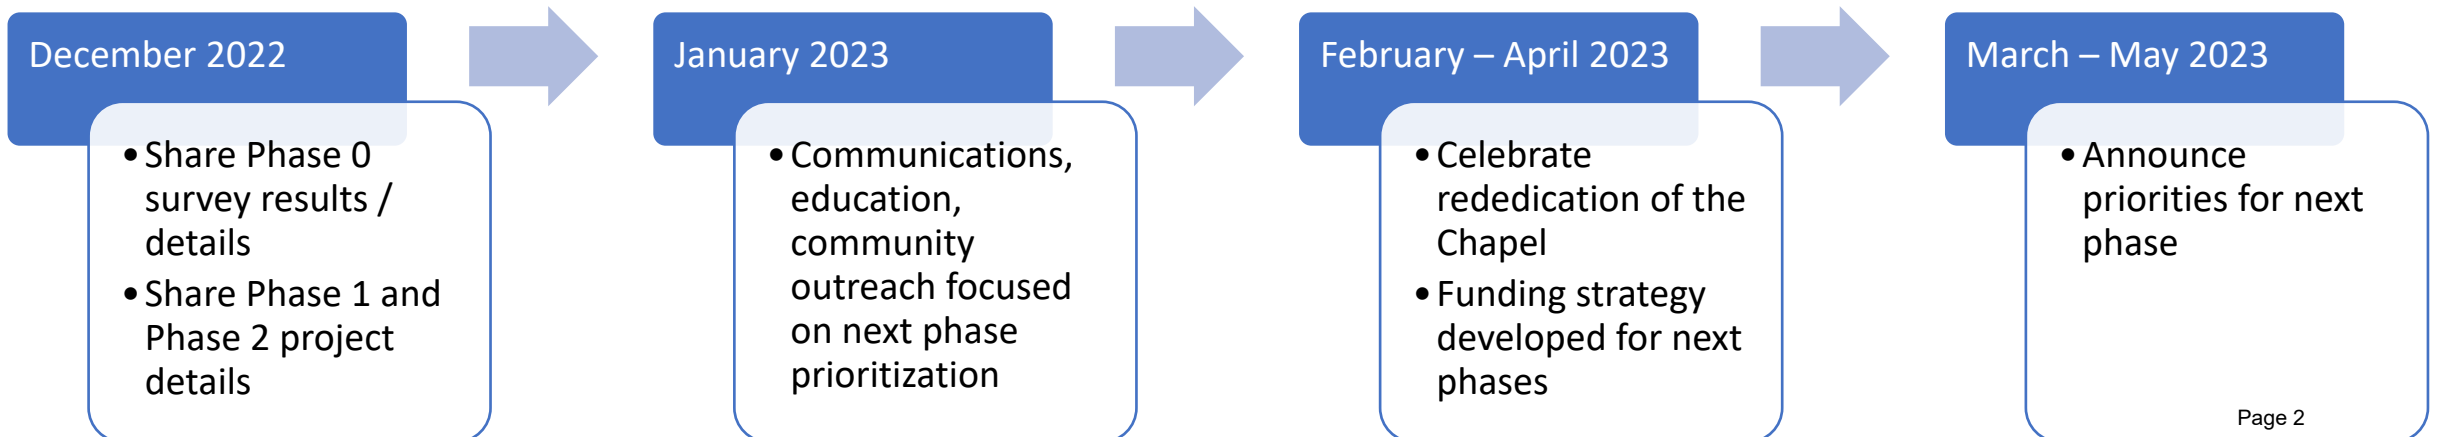 December 2022
• Share Phase 0
survey results /
details
• Share Phase 1 and
Phase 2 project
details
January 2023
• Communications,
education,
community
outreach focused
on next phase
prioritization
February – April 2023
• Celebrate
rededication of the
Chapel
• Funding strategy
developed for next
phases
March – May 2023
• Announce
priorities for next
phase
Page 2